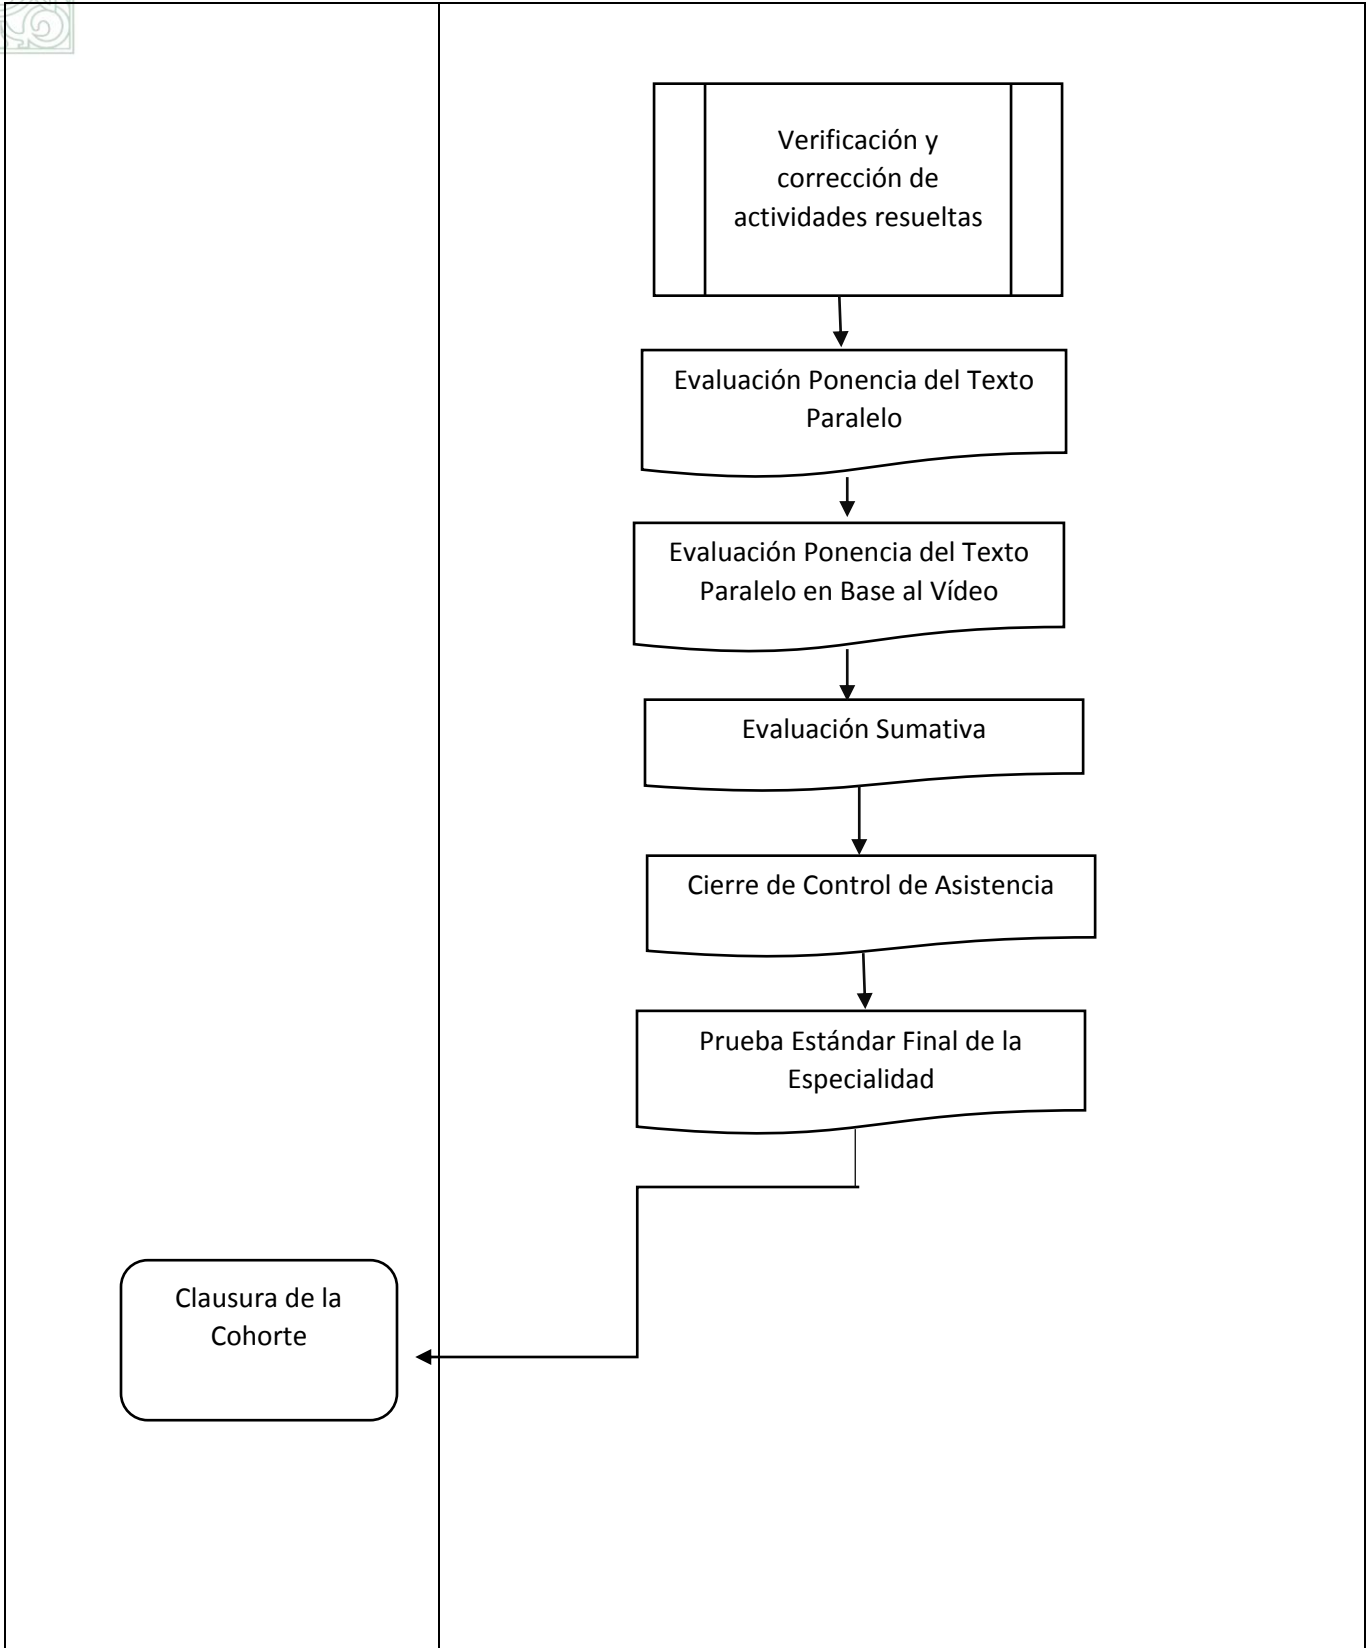 Verificación y
corrección de
actividades resueltas
Evaluación Ponencia del Texto
Paralelo
Evaluación Ponencia del Texto
Paralelo en Base al Vídeo
Evaluación Sumativa
Cierre de Control de Asistencia
Prueba Estándar Final de la
Especialidad
Clausura de la
Cohorte